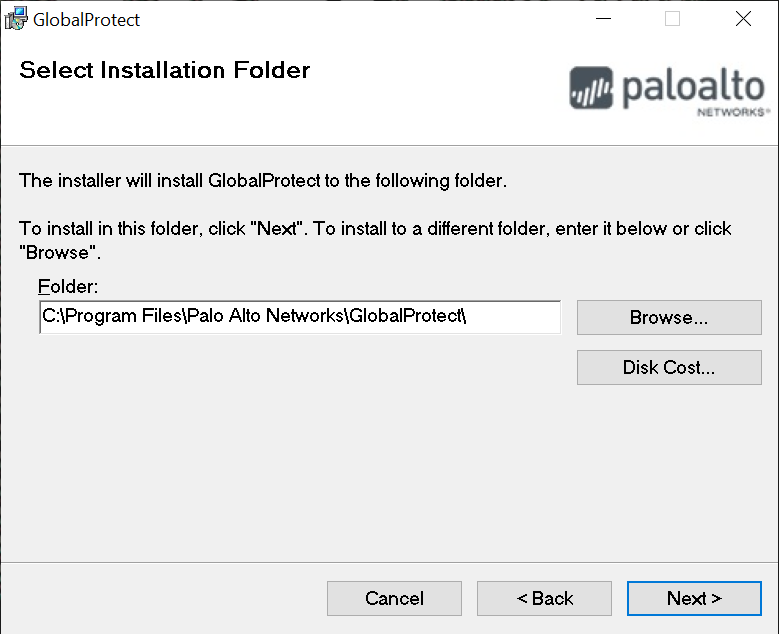 GlobalProtect
Select Installation Folder
paloalto
NETWORKS®
The installer will install GlobalProtect to the following folder.
To install in this folder, click "Next". To install to a different folder, enter it below or click
"Browse".
Folder:
C:\Program Files\Palo Alto Networks\GlobalProtect\
Browse...
Disk Cost...
Cancel
< Back
Next >